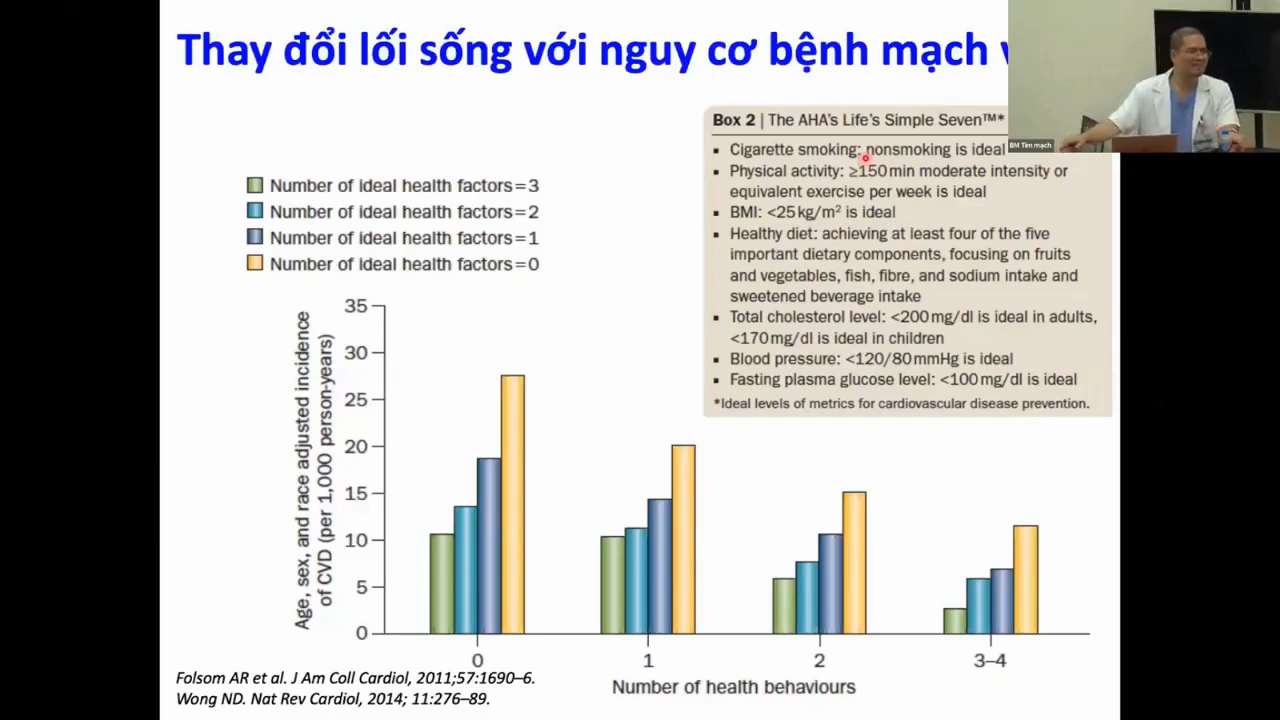 Thay đổi lối sống với nguy cơ bệnh mạch
BM Tim mạch
Box 2 | The AHA's Life's Simple Seven™*
▪ Cigarette smoking: nonsmoking is ideal
▪ Physical activity: ≥150 min moderate intensity or
equivalent exercise per week is ideal
▪ BMI: <25 kg/m² is ideal
▪ Healthy diet: achieving at least four of the five
important dietary components, focusing on fruits
and vegetables, fish, fibre, and sodium intake and
sweetened beverage intake
▪ Total cholesterol level: <200 mg/dl is ideal in adults,
<170 mg/dl is ideal in children
▪ Blood pressure: <120/80 mmHg is ideal
▪ Fasting plasma glucose level: <100 mg/dl is ideal
*Ideal levels of metrics for cardiovascular disease prevention.
Number of ideal health factors=3
Number of ideal health factors=2
Number of ideal health factors=1
Number of ideal health factors=0
Age, sex, and race adjusted incidence
of CVD (per 1,000 person-years)
35
30
25
20
15
10
5
0
0 1 2 3–4
Number of health behaviours
Folsom AR et al. J Am Coll Cardiol, 2011;57:1690–6.
Wong ND. Nat Rev Cardiol, 2014; 11:276–89.